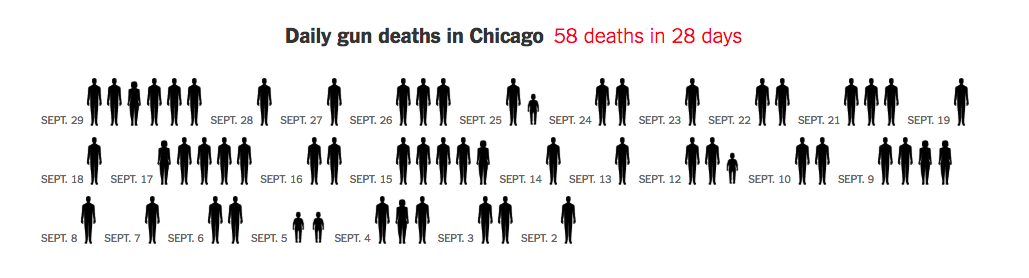 Daily gun deaths in Chicago 58 deaths in 28 days
SEPT. 29 SEPT. 28 SEPT. 27 SEPT. 26 SEPT. 25 SEPT. 24 SEPT. 23 SEPT. 22 SEPT. 21 SEPT. 19
SEPT. 18 SEPT. 17 SEPT. 16 SEPT. 15 SEPT. 14 SEPT. 13 SEPT. 12 SEPT. 10 SEPT. 9
SEPT. 8 SEPT. 7 SEPT. 6 SEPT. 5 SEPT. 4 SEPT. 3 SEPT. 2